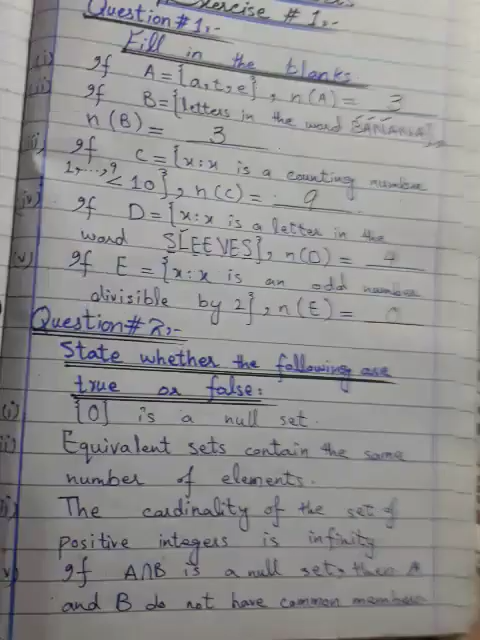 Exercise # 1,-
Question # 1,-
Fill in the blanks
(i) If A = {a, t, e}, n(A) = 3
(ii) If B = {letters in the word BANANA},
n(B) = 3
If C = {x : x is a counting number
1,...,9 < 10}, n(c) = 9
(iv) If D = {x : x is a letter in the
word SLEEVES}, n(D) = 4
(v) If E = {x : x is an odd number
divisible by 2}, n(E) = 0
Question # 2,-
State whether the following are
true or false:
(i) {0} is a null set.
(ii) Equivalent sets contain the same
number of elements.
The cardinality of the set of
positive integers is infinity
If A∩B is a null set, then A
and B do not have common members